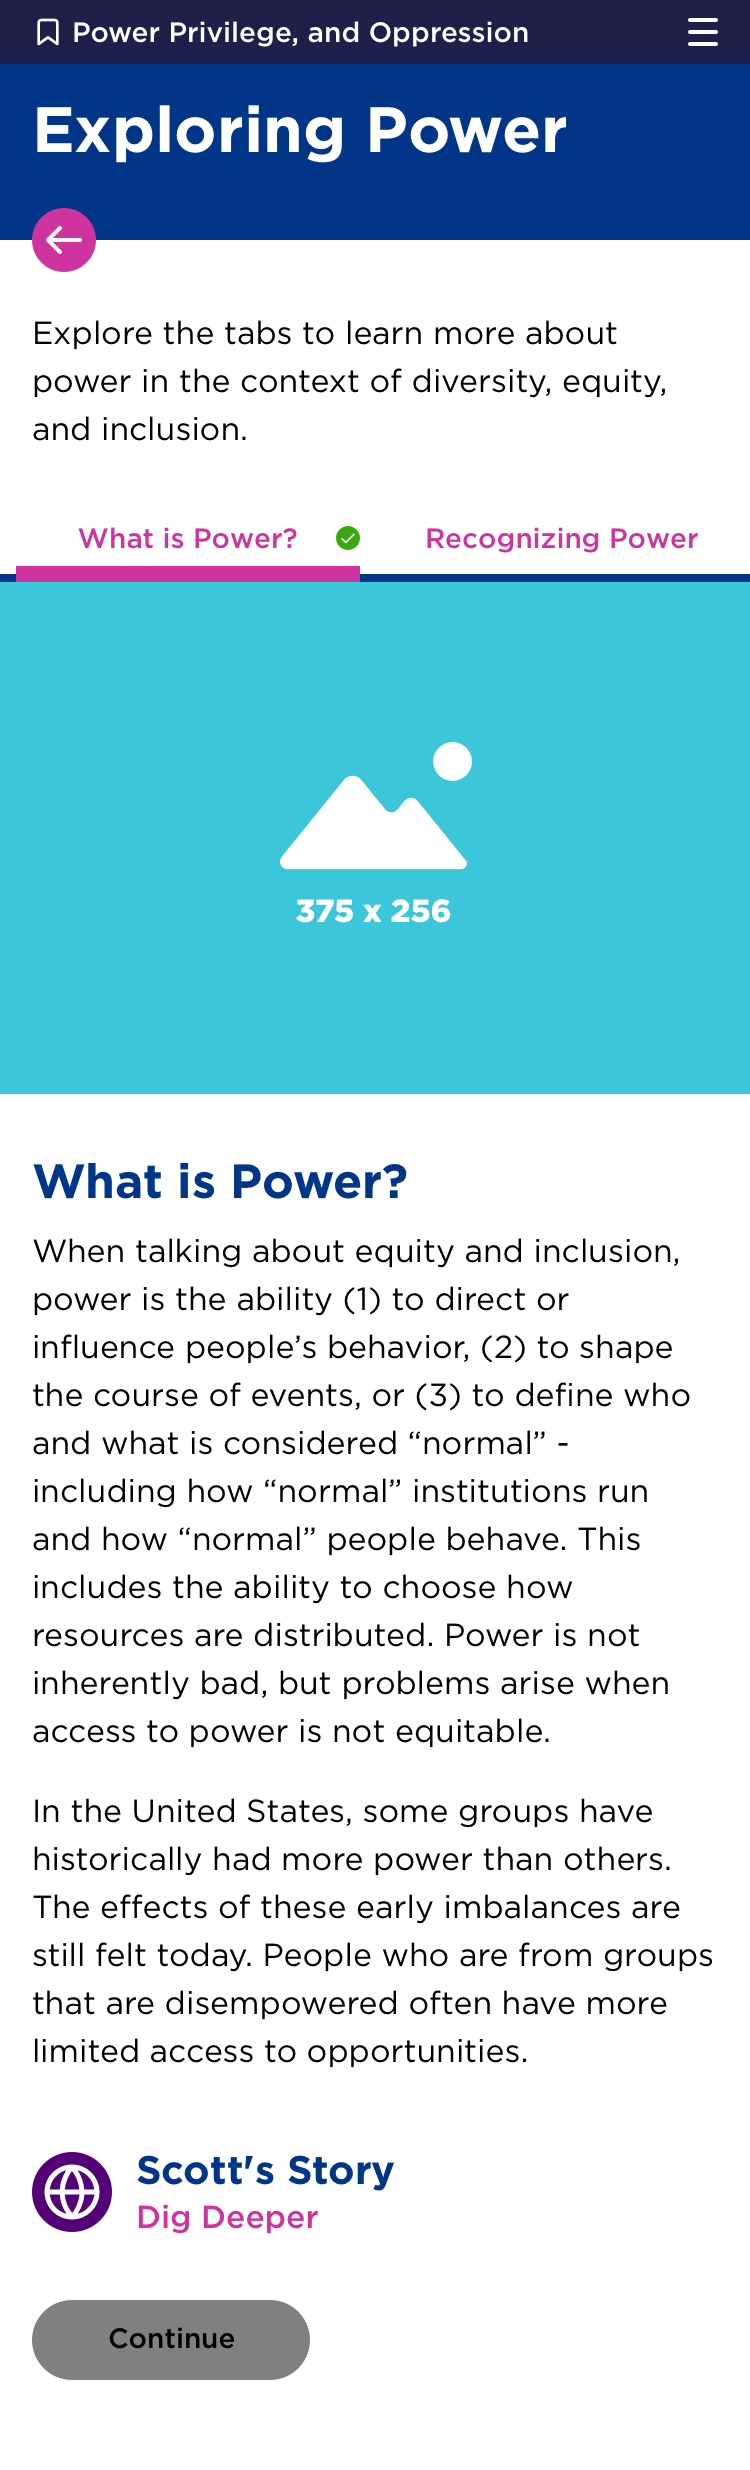 Power Privilege, and Oppression
Exploring Power
Explore the tabs to learn more about
power in the context of diversity, equity,
and inclusion.
What is Power?
Recognizing Power
375 x 256
What is Power?
When talking about equity and inclusion,
power is the ability (1) to direct or
influence people’s behavior, (2) to shape
the course of events, or (3) to define who
and what is considered “normal” -
including how “normal” institutions run
and how “normal” people behave. This
includes the ability to choose how
resources are distributed. Power is not
inherently bad, but problems arise when
access to power is not equitable.
In the United States, some groups have
historically had more power than others.
The effects of these early imbalances are
still felt today. People who are from groups
that are disempowered often have more
limited access to opportunities.
Scott's Story
Dig Deeper
Continue